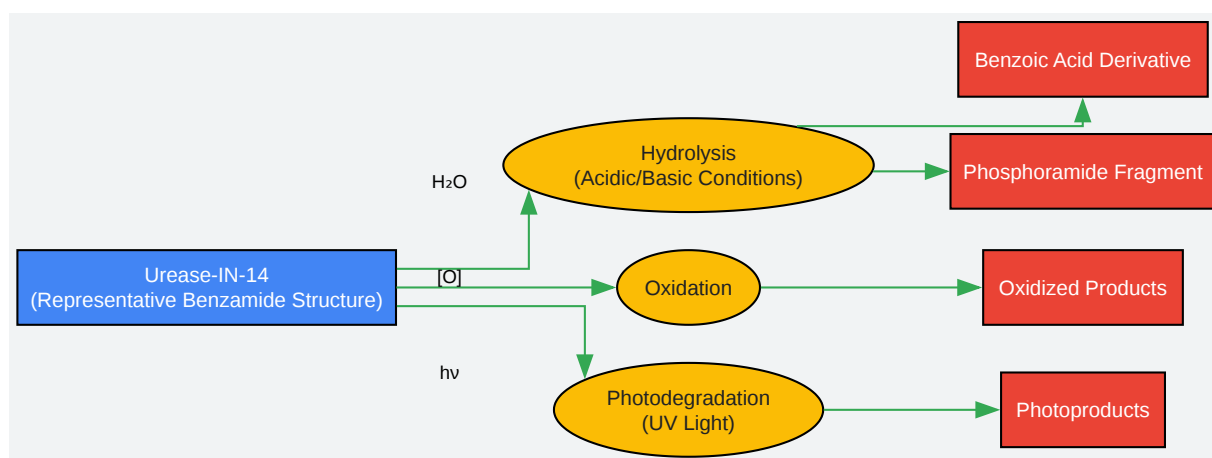 Benzoic Acid Derivative
Hydrolysis
(Acidic/Basic Conditions)
Phosphoramide Fragment
H₂O
Urease-IN-14
(Representative Benzamide Structure)
[O]
Oxidation
Oxidized Products
hν
Photodegradation
(UV Light)
Photoproducts